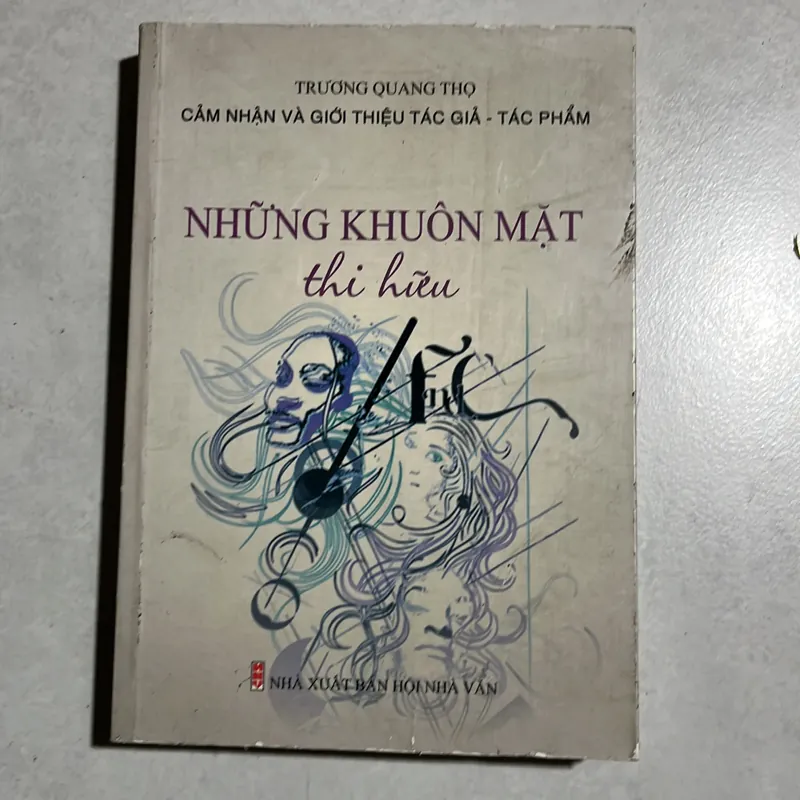 TRƯƠNG QUANG THỌ
CẢM NHẬN VÀ GIỚI THIỆU TÁC GIẢ - TÁC PHẨM
NHỮNG KHUÔN MẶT
thi hữu
NHÀ XUẤT BẢN HỘI NHÀ VĂN